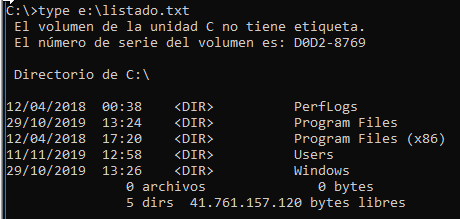 C:\>type e:\listado.txt
El volumen de la unidad C no tiene etiqueta.
El número de serie del volumen es: D0D2-8769
Directorio de C:\
12/04/2018  00:38    <DIR>          PerfLogs
29/10/2019  13:24    <DIR>          Program Files
12/04/2018  17:20    <DIR>          Program Files (x86)
11/11/2019  12:58    <DIR>          Users
29/10/2019  13:26    <DIR>          Windows
0 archivos              0 bytes
5 dirs  41.761.157.120 bytes libres